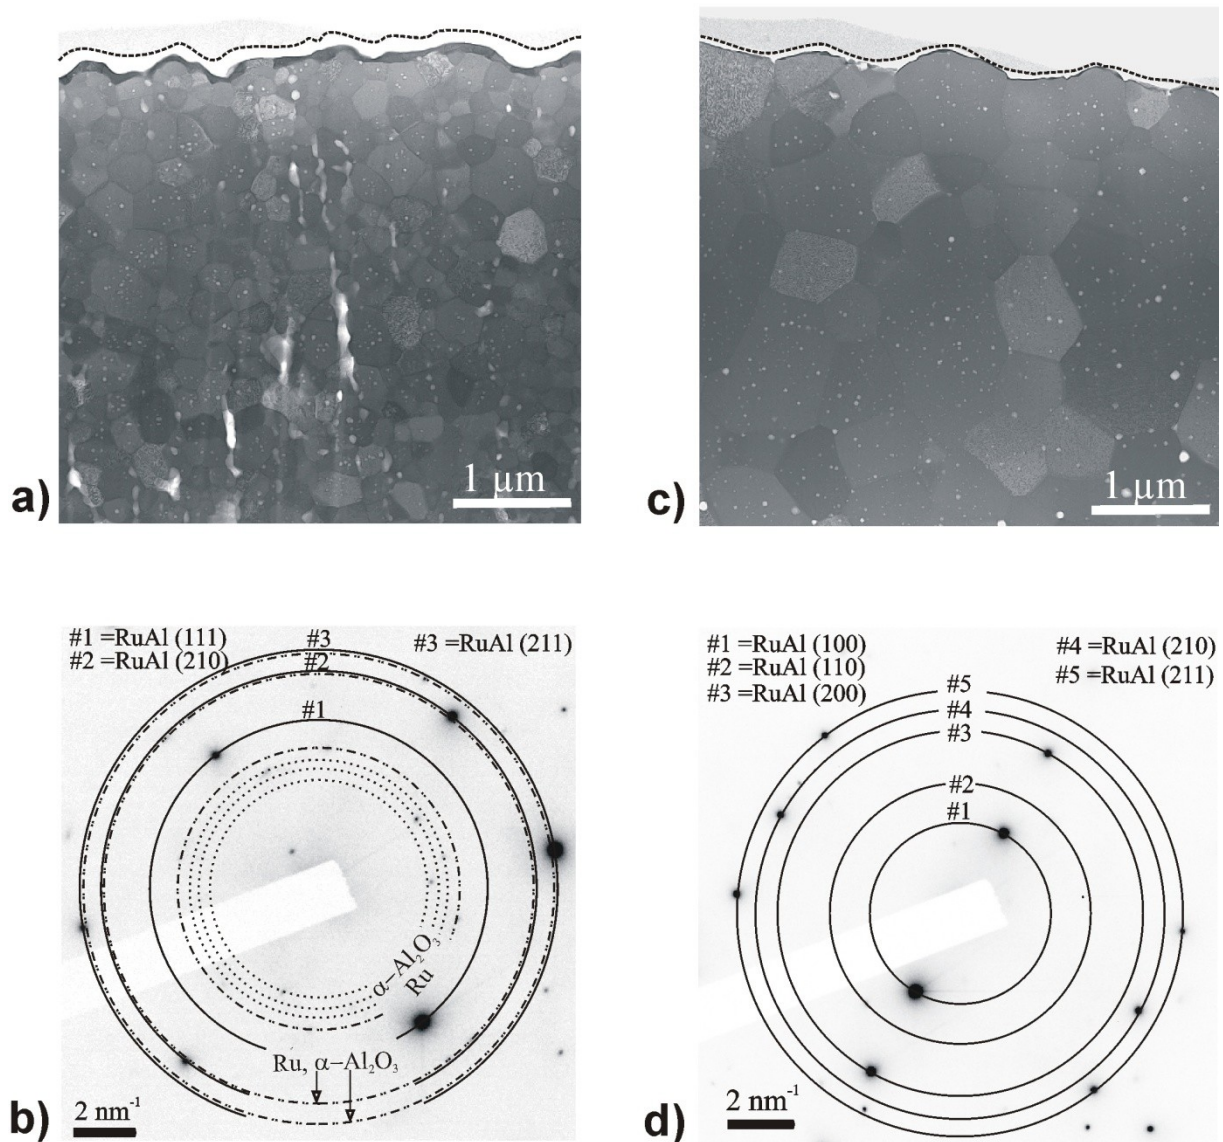 a)
1 μm
c)
1 μm
#1 =RuAl (111)
#2 =RuAl (210)
#3 =RuAl (211)
#3
#2
#1
α–Al₂O₃
Ru
Ru, α–Al₂O₃
b)
2 nm⁻¹
#1 =RuAl (100)
#2 =RuAl (110)
#3 =RuAl (200)
#4 =RuAl (210)
#5 =RuAl (211)
#5
#4
#3
#2
#1
d)
2 nm⁻¹